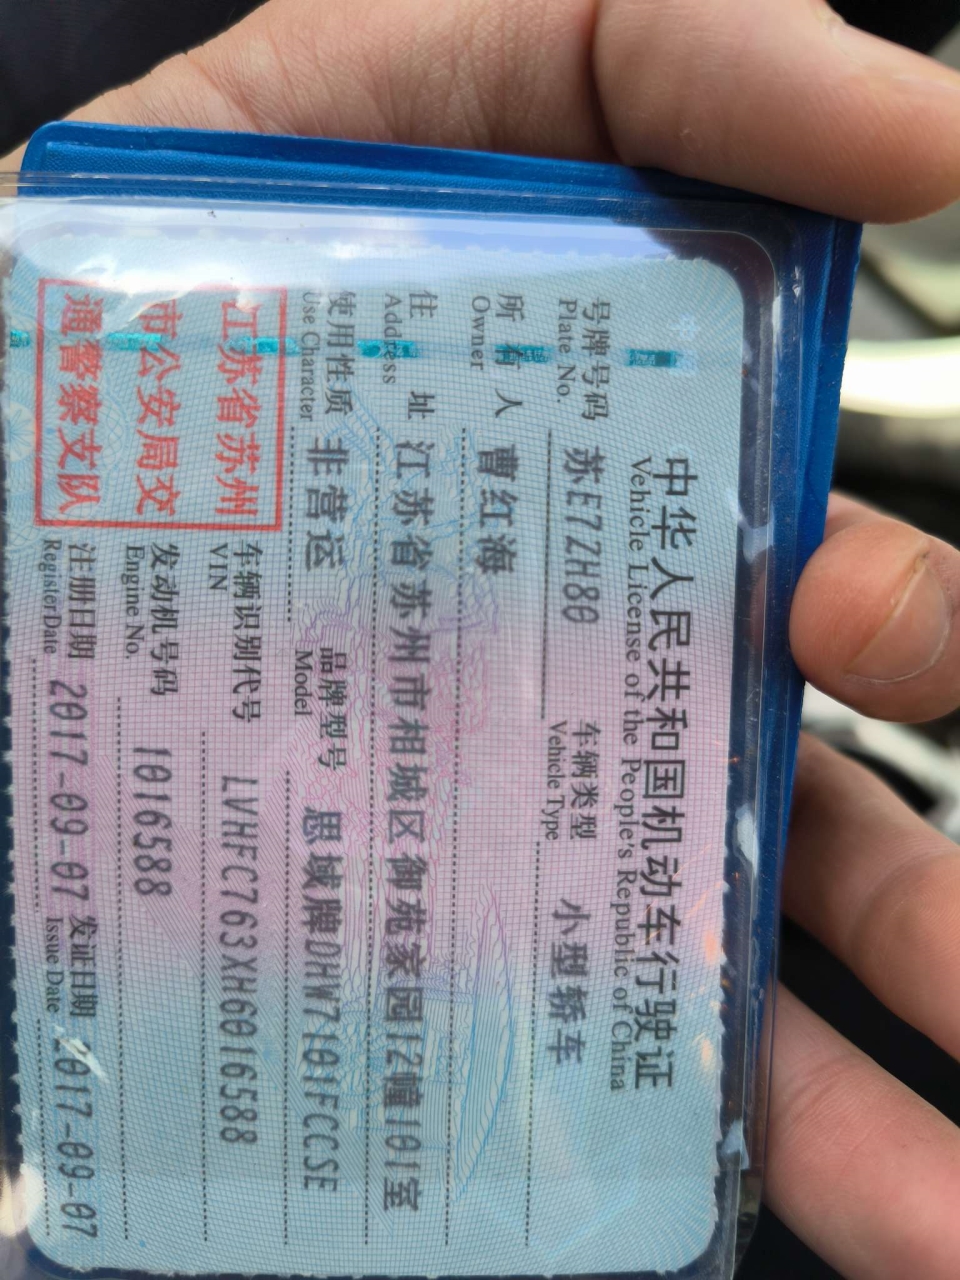 中华人民共和国机动车行驶证
Vehicle License of the People's Republic of China
号牌号码 苏E7ZH80 车辆类型 小型轿车
Plate No. Vehicle Type
所有人 曹红海
Owner
住址 江苏省苏州市相城区御苑家园12幢101室
Address
使用性质 非营运 品牌型号 思域牌DHW7101FCCSE
Use Character Model
江苏省苏州
市公安局交
通警察支队
车辆识别代号 LVHFC763XH6016588
VIN
发动机号码 1016588
Engine No.
注册日期 2017-09-07 发证日期 2017-09-07
Register Date Issue Date